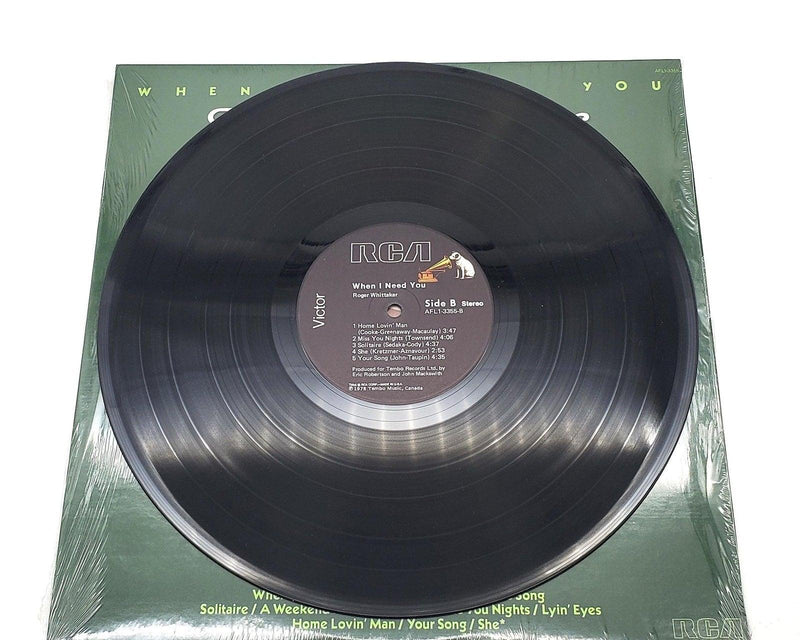 WHEN YOU
AFL1-3355
RCA
When I Need You
Roger Whittaker
Side B Stereo
AFL1-3355-B
Victor
1 Home Lovin' Man
(Cooke-Greenaway-Macaulay) 3:47
2 Miss You Nights (Townsend) 4:06
3 Solitaire (Sedaka-Cody) 4:37
4 She (Kretzmer-Aznavour) 2:53
5 Your Song (John-Taupin) 4:35
Produced for Tembo Records Ltd. by
Eric Robertson and John Mackswith
℗ 1978 Tembo Music, Canada
Song
Solitaire / A Weekend You Nights / Lyin' Eyes
Home Lovin' Man / Your Song / She*
RCA